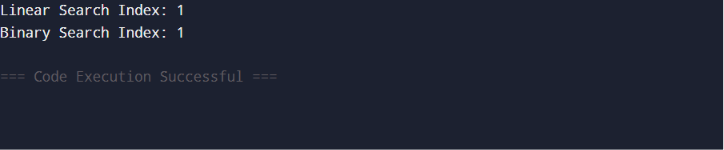 Linear Search Index: 1
Binary Search Index: 1
=== Code Execution Successful ===